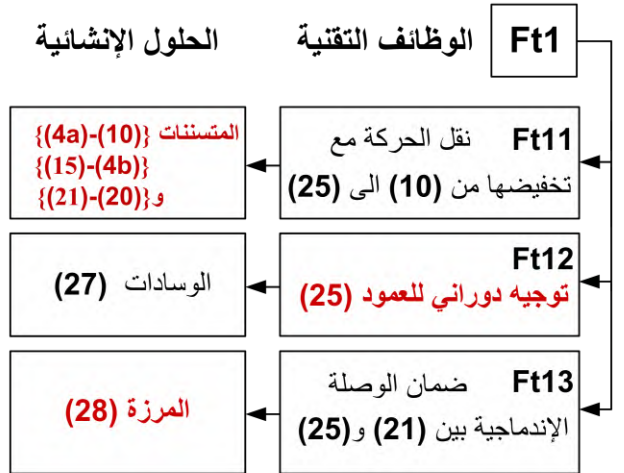 Ft1
الوظائف التقنية
الحلول الإنشائية
Ft11 نقل الحركة مع
تخفيضها من (10) الى (25)
المتسننات {(10)-(4a)}
{(4b)-(15)}
و{(20)-(21)}
Ft12
توجيه دوراني للعمود (25)
الوسادات (27)
Ft13 ضمان الوصلة
الإندماجية بين (21) و(25)
المرزة (28)